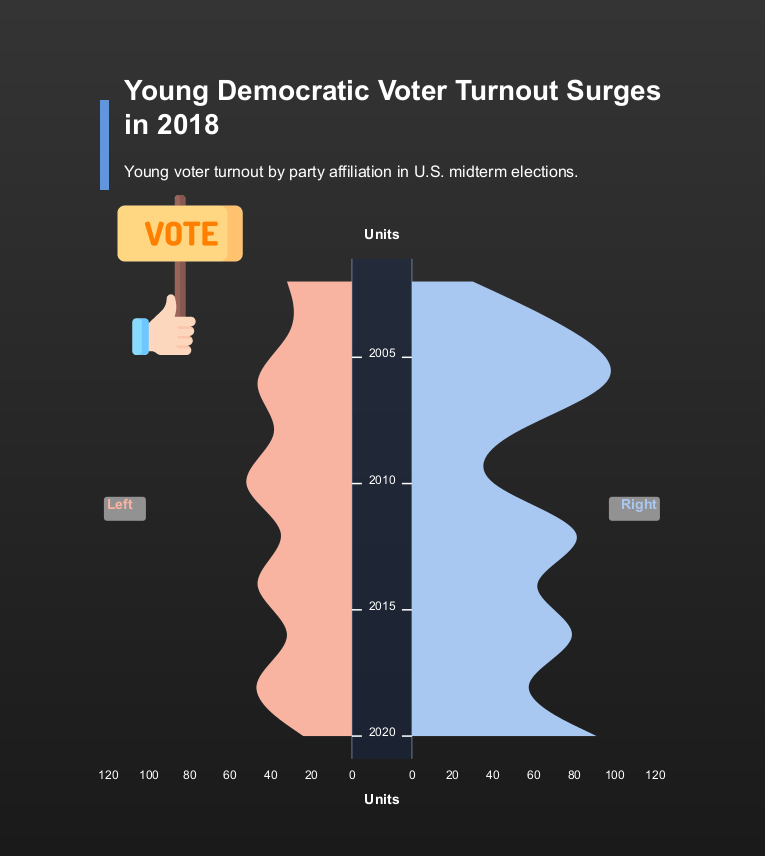 Young Democratic Voter Turnout Surges
in 2018
Young voter turnout by party affiliation in U.S. midterm elections.
VOTE
Units
2005
2010
Left
Right
2015
2020
120 100 80 60 40 20 0 0 20 40 60 80 100 120
Units